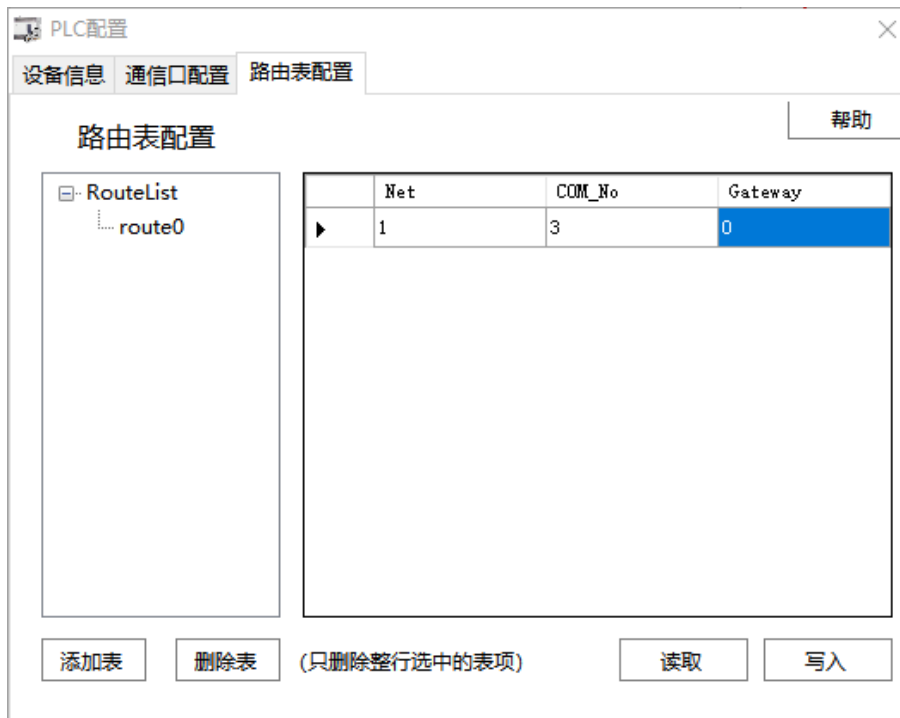 PLC配置
设备信息 通信口配置 路由表配置
帮助
路由表配置
RouteList
route0
Net COM_No Gateway
1 3 0
添加表 删除表 (只删除整行选中的表项) 读取 写入